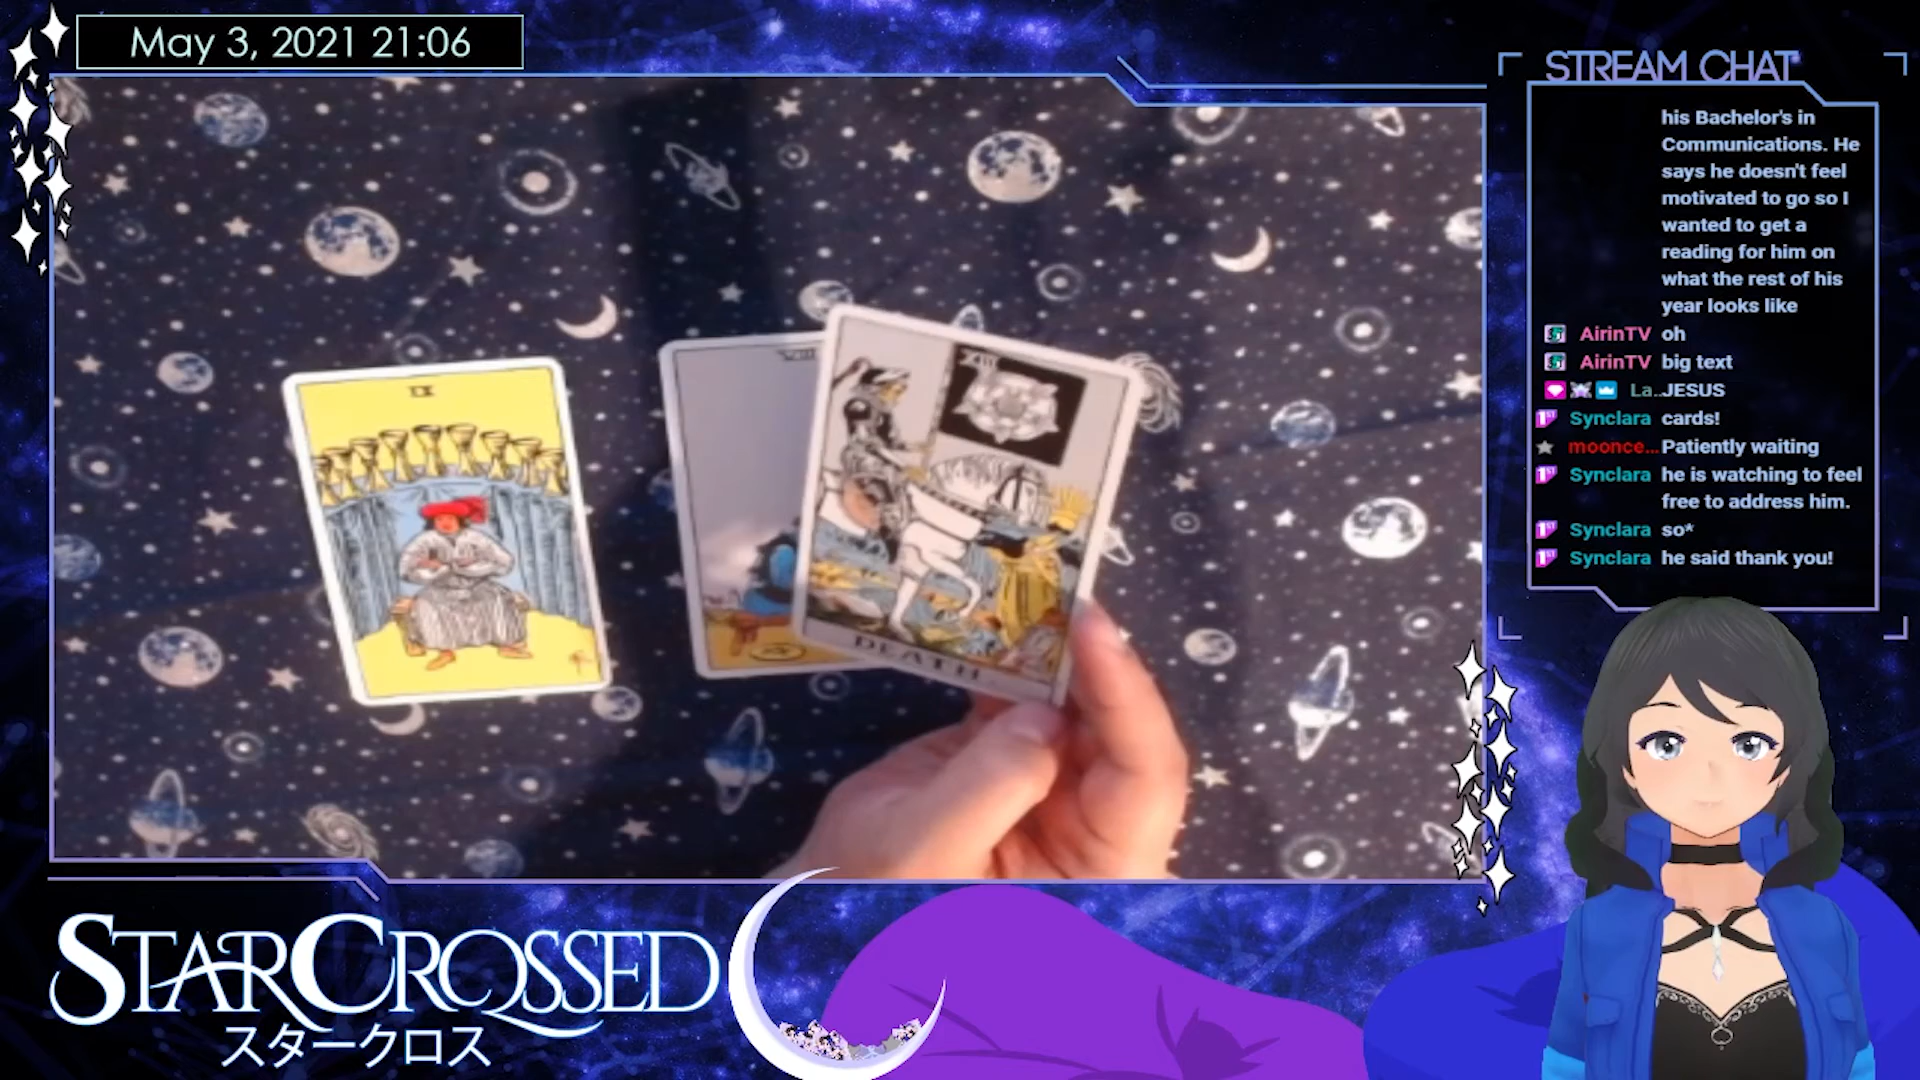 May 3, 2021 21:06
STREAM CHAT
his Bachelor's in
Communications. He
says he doesn't feel
motivated to go so I
wanted to get a
reading for him on
what the rest of his
year looks like
AirinTV oh
AirinTV big text
La.. JESUS
Synclara cards!
moonce... Patiently waiting
Synclara he is watching to feel
free to address him.
Synclara so*
Synclara he said thank you!
IX
XIII
DEATH
STARCROSSED
スタークロス